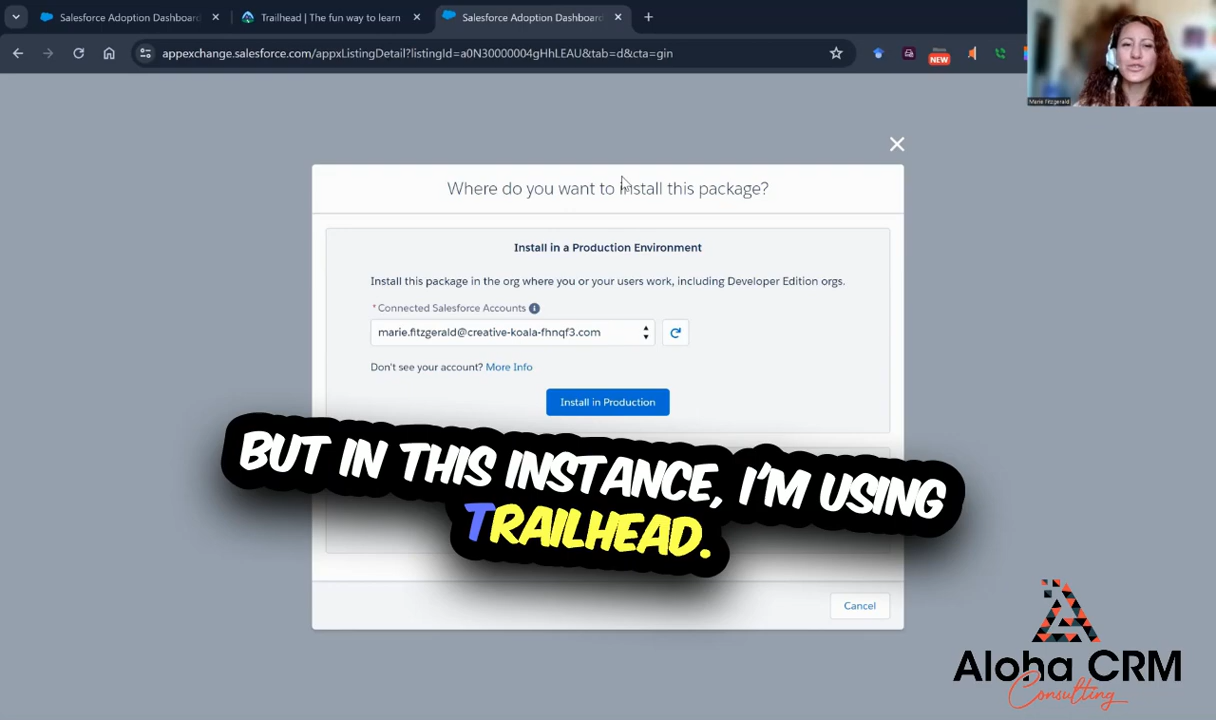 Salesforce Adoption Dashboard
Trailhead | The fun way to learn
Salesforce Adoption Dashboard
appexchange.salesforce.com/appxListingDetail?listingId=a0N30000004gHhLEAU&tab=d&cta=gin
NEW
Marie Fitzgerald
Where do you want to install this package?
Install in a Production Environment
Install this package in the org where you or your users work, including Developer Edition orgs.
*Connected Salesforce Accounts i
marie.fitzgerald@creative-koala-fhnqf3.com
Don't see your account? More Info
Install in Production
BUT IN THIS INSTANCE, I'M USING
TRAILHEAD.
Cancel
Aloha CRM
Consulting